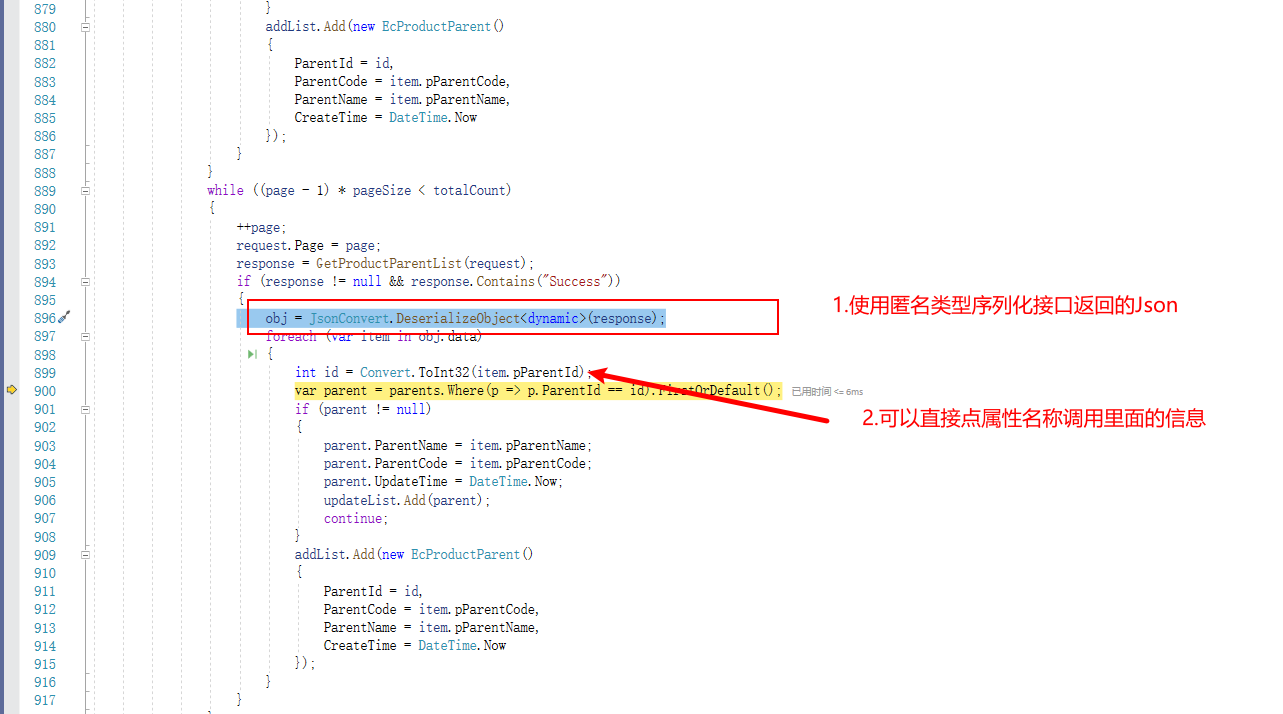 879 }
880 addList.Add(new EcProductParent()
881 {
882 ParentId = id,
883 ParentCode = item.pParentCode,
884 ParentName = item.pParentName,
885 CreateTime = DateTime.Now
886 });
887 }
888 }
889 while ((page - 1) * pageSize < totalCount)
890 {
891 ++page;
892 request.Page = page;
893 response = GetProductParentList(request);
894 if (response != null && response.Contains("Success"))
895 {
1.使用匿名类型序列化接口返回的Json
896 obj = JsonConvert.DeserializeObject<dynamic>(response);
897 foreach (var item in obj.data)
898 {
899 int id = Convert.ToInt32(item.pParentId);
900 var parent = parents.Where(p => p.ParentId == id).FirstOrDefault(); 已用时间 <= 6ms
901 if (parent != null)
2.可以直接点属性名称调用里面的信息
902 {
903 parent.ParentName = item.pParentName;
904 parent.ParentCode = item.pParentCode;
905 parent.UpdateTime = DateTime.Now;
906 updateList.Add(parent);
907 continue;
908 }
909 addList.Add(new EcProductParent()
910 {
911 ParentId = id,
912 ParentCode = item.pParentCode,
913 ParentName = item.pParentName,
914 CreateTime = DateTime.Now
915 });
916 }
917 }